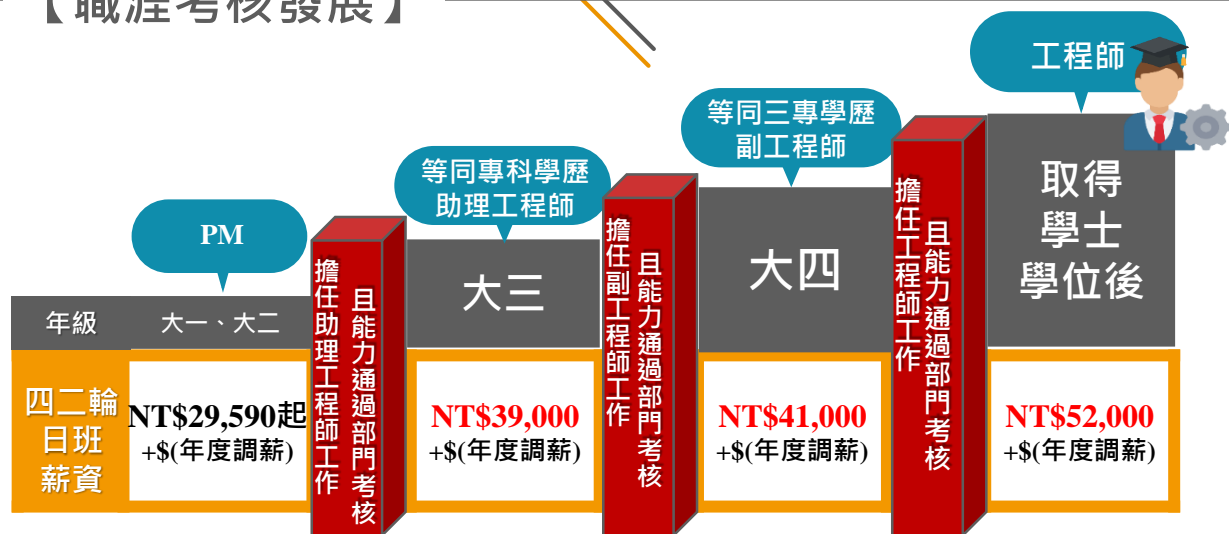 【職涯考核發展】
工程師
等同三專學歷
副工程師
等同專科學歷
助理工程師
PM
年級
大一、大二
擔任助理工程師工作
且能力通過部門考核
大三
擔任副工程師工作
且能力通過部門考核
大四
擔任工程師工作
且能力通過部門考核
取得
學士
學位後
四二輪
日班
薪資
NT$29,590起
+$(年度調薪)
NT$39,000
+$(年度調薪)
NT$41,000
+$(年度調薪)
NT$52,000
+$(年度調薪)